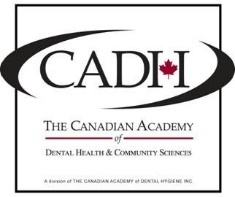 CADH
THE CANADIAN ACADEMY
of
DENTAL HEALTH & COMMUNITY SCIENCES
A division of THE CANADIAN ACADEMY of DENTAL HYGIENE INC.